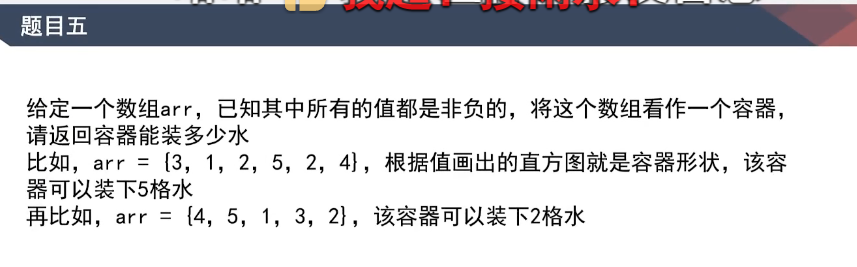 题目五
给定一个数组arr，已知其中所有的值都是非负的，将这个数组看作一个容器，
请返回容器能装多少水
比如，arr = {3, 1, 2, 5, 2, 4}，根据值画出的直方图就是容器形状，该容
器可以装下5格水
再比如，arr = {4, 5, 1, 3, 2}，该容器可以装下2格水